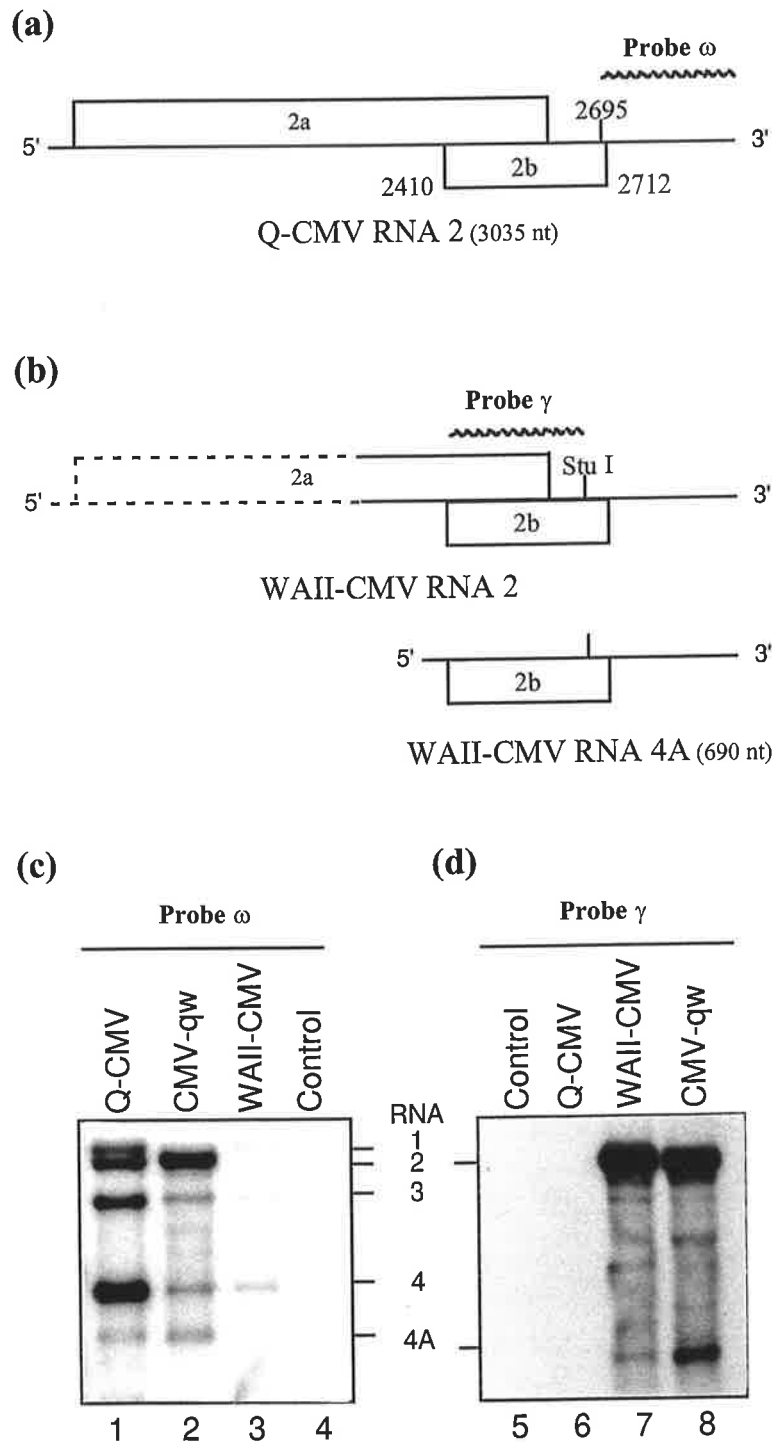 (a)
Probe ω
2a
2695
5'
3'
2b
2410
2712
Q-CMV RNA 2 (3035 nt)
(b)
Probe γ
2a
Stu I
5'
3'
2b
WAII-CMV RNA 2
5'
3'
2b
WAII-CMV RNA 4A (690 nt)
(c)
Probe ω
Q-CMV
CMV-qw
WAII-CMV
Control
(d)
Probe γ
Control
Q-CMV
WAII-CMV
CMV-qw
RNA
1
2
3
4
4A
1 2 3 4
5 6 7 8